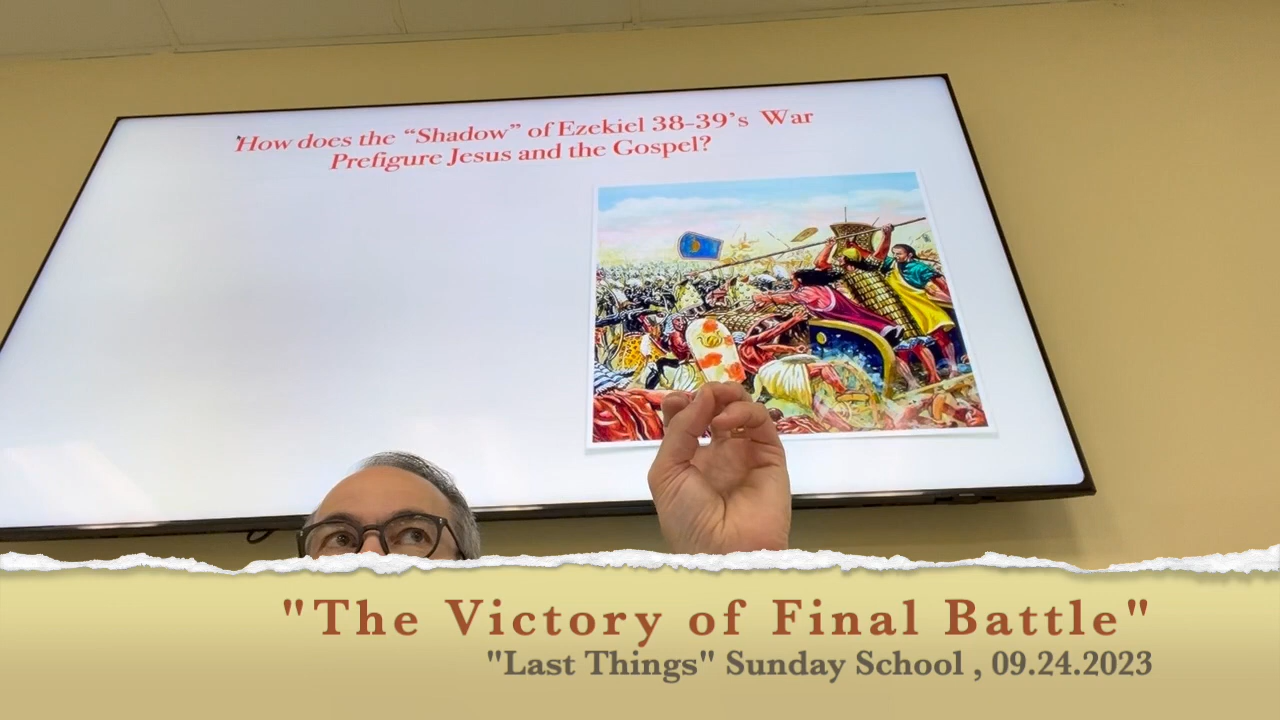 How does the “Shadow” of Ezekiel 38-39’s War
Prefigure Jesus and the Gospel?
"The Victory of Final Battle"
"Last Things" Sunday School , 09.24.2023